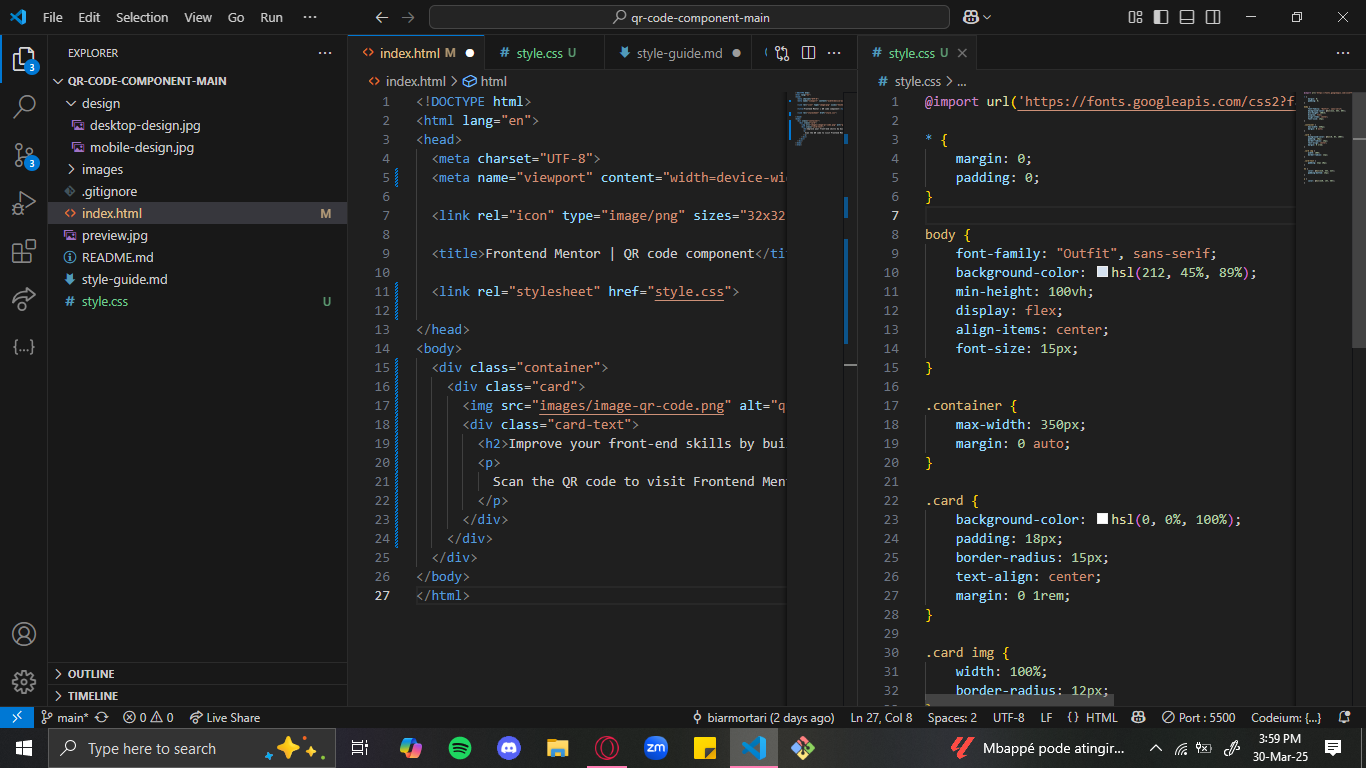 File Edit Selection View Go Run ···
qr-code-component-main
EXPLORER ···
QR-CODE-COMPONENT-MAIN
design
desktop-design.jpg
mobile-design.jpg
images
.gitignore
index.html M
preview.jpg
README.md
style-guide.md
style.css U
OUTLINE
TIMELINE
3
3
index.html M
style.css U
style-guide.md
index.html > html
1 <!DOCTYPE html>
2 <html lang="en">
3 <head>
4 <meta charset="UTF-8">
5 <meta name="viewport" content="width=device-wi
6
7 <link rel="icon" type="image/png" sizes="32x32
8
9 <title>Frontend Mentor | QR code component</tit
10
11 <link rel="stylesheet" href="style.css">
12
13 </head>
14 <body>
15 <div class="container">
16 <div class="card">
17 <img src="images/image-qr-code.png" alt="q
18 <div class="card-text">
19 <h2>Improve your front-end skills by bui
20 <p>
21 Scan the QR code to visit Frontend Men
22 </p>
23 </div>
24 </div>
25 </div>
26 </body>
27 </html>
style.css U
style.css > ...
1 @import url('https://fonts.googleapis.com/css2?f
2
3 * {
4 margin: 0;
5 padding: 0;
6 }
7
8 body {
9 font-family: "Outfit", sans-serif;
10 background-color: hsl(212, 45%, 89%);
11 min-height: 100vh;
12 display: flex;
13 align-items: center;
14 font-size: 15px;
15 }
16
17 .container {
18 max-width: 350px;
19 margin: 0 auto;
20 }
21
22 .card {
23 background-color: hsl(0, 0%, 100%);
24 padding: 18px;
25 border-radius: 15px;
26 text-align: center;
27 margin: 0 1rem;
28 }
29
30 .card img {
31 width: 100%;
32 border-radius: 12px;
main* 0 0 Live Share biarmortari (2 days ago) Ln 27, Col 8 Spaces: 2 UTF-8 LF {} HTML Port : 5500 Codeium: {...}
Type here to search
zm
Mbappé pode atingir...
3:59 PM
30-Mar-25